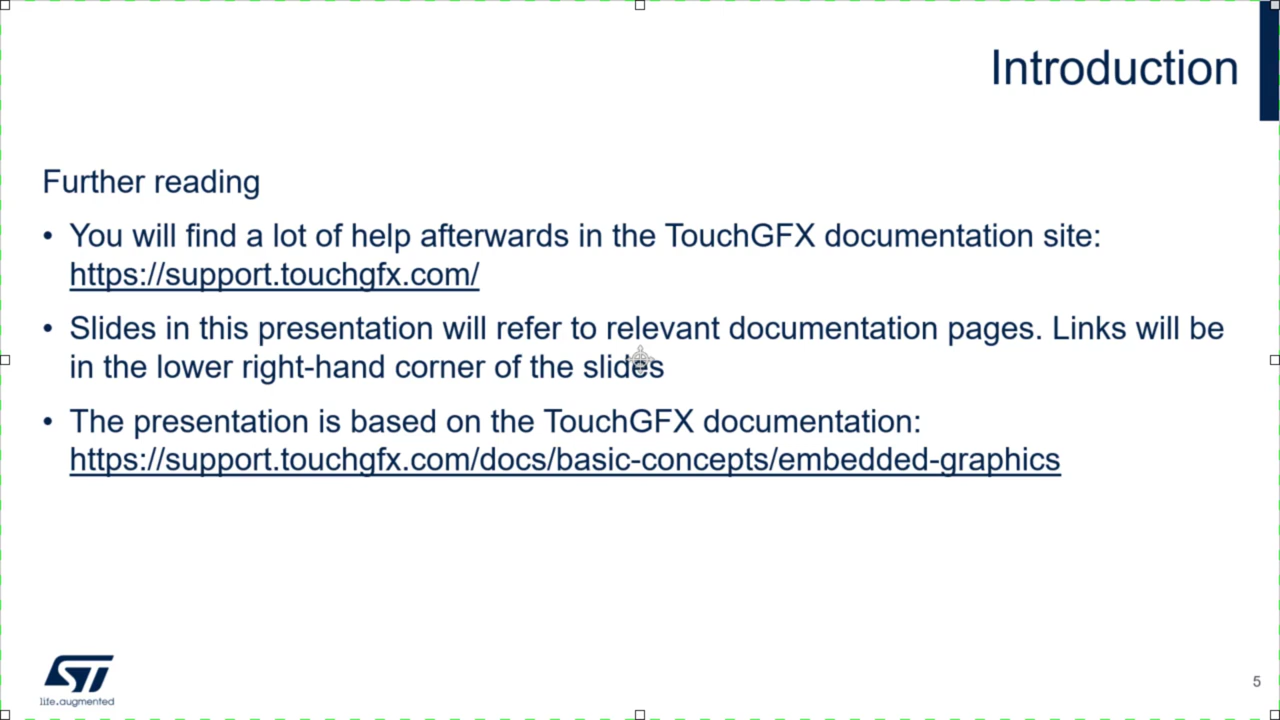 Introduction
Further reading
• You will find a lot of help afterwards in the TouchGFX documentation site:
https://support.touchgfx.com/
• Slides in this presentation will refer to relevant documentation pages. Links will be
in the lower right-hand corner of the slides
• The presentation is based on the TouchGFX documentation:
https://support.touchgfx.com/docs/basic-concepts/embedded-graphics
ST
life.augmented
5